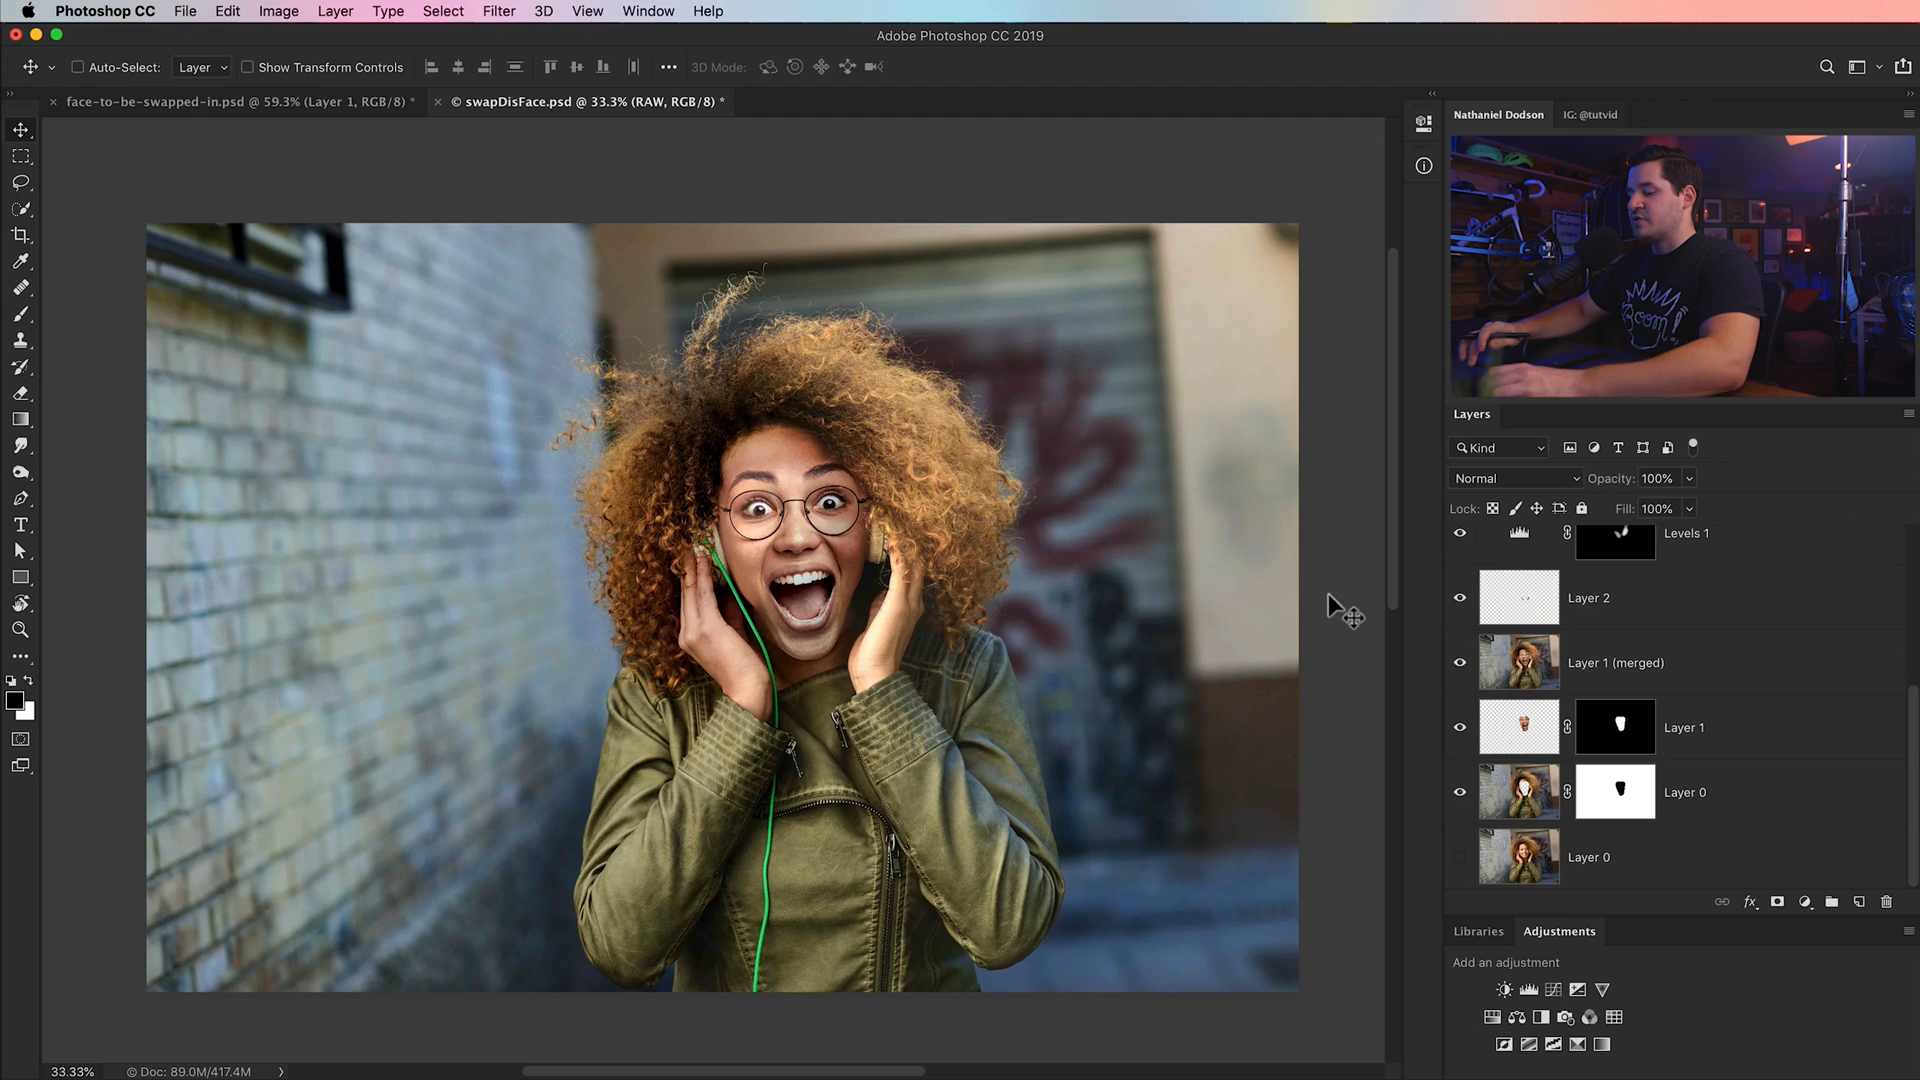 Photoshop CC File Edit Image Layer Type Select Filter 3D View Window Help
Adobe Photoshop CC 2019
Auto-Select: Layer Show Transform Controls 3D Mode:
face-to-be-swapped-in.psd @ 59.3% (Layer 1, RGB/8) * © swapDisFace.psd @ 33.3% (RAW, RGB/8) *
Nathaniel Dodson IG: @tutvid
Boom!
Layers
Kind
Normal Opacity: 100%
Lock: Fill: 100%
Levels 1
Layer 2
Layer 1 (merged)
Layer 1
Layer 0
Layer 0
Libraries Adjustments
Add an adjustment
33.33% © Doc: 89.0M/417.4M